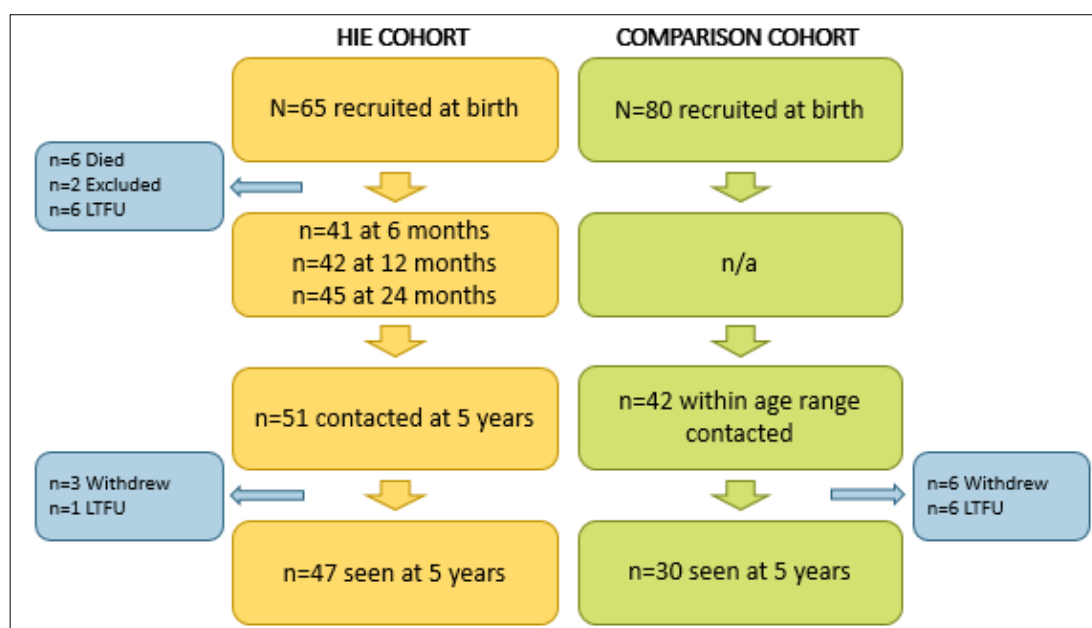 HIE COHORT
COMPARISON COHORT
N=65 recruited at birth
N=80 recruited at birth
n=6 Died
n=2 Excluded
n=6 LTFU
n=41 at 6 months
n=42 at 12 months
n=45 at 24 months
n/a
n=51 contacted at 5 years
n=42 within age range
contacted
n=3 Withdrew
n=1 LTFU
n=6 Withdrew
n=6 LTFU
n=47 seen at 5 years
n=30 seen at 5 years